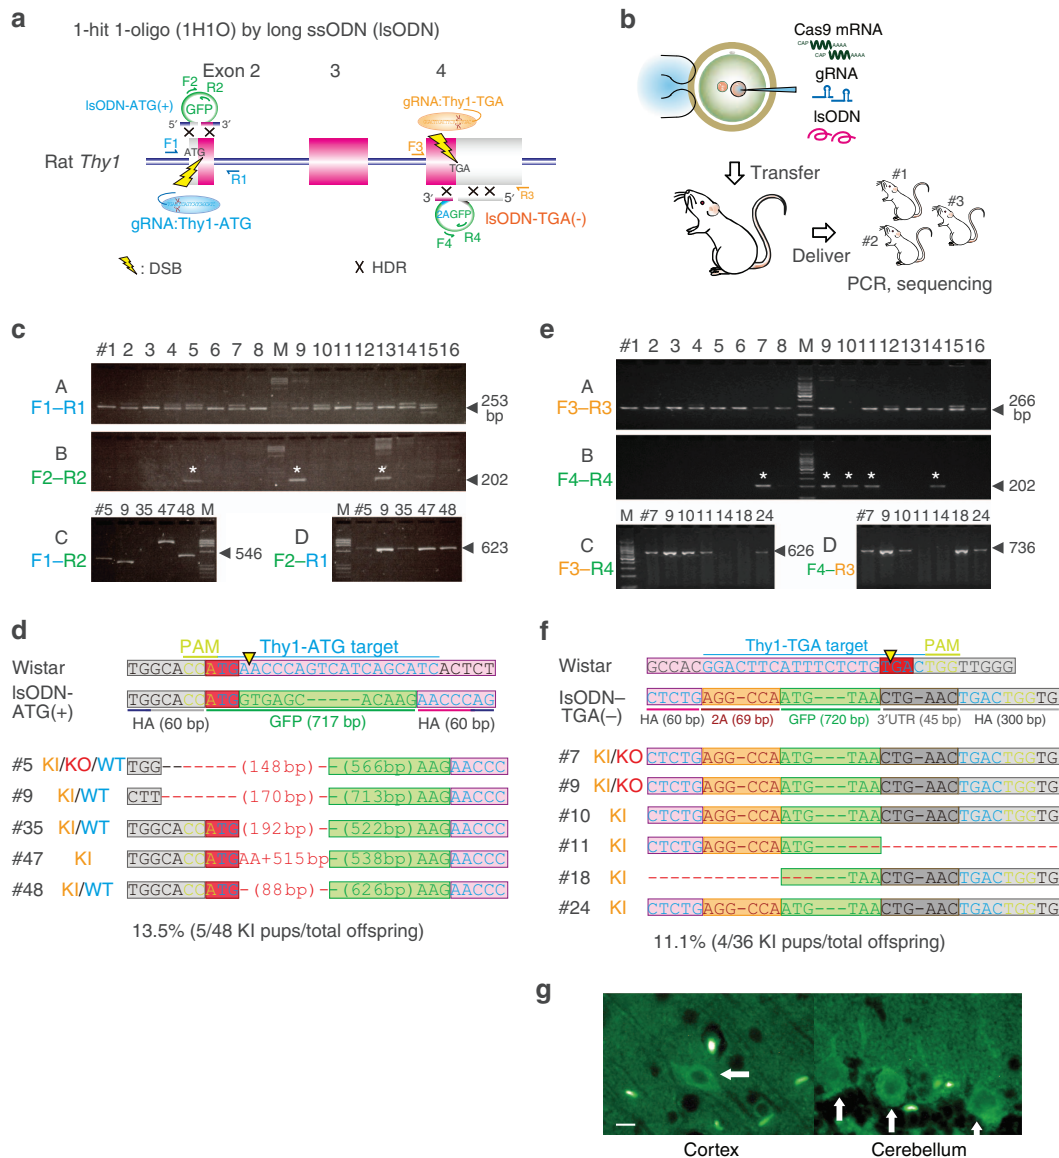 a
1-hit 1-oligo (1H1O) by long ssODN (lsODN)
Exon 2 3 4
F2 R2
lsODN-ATG(+)
GFP
5′ 3′
F1
ATG
Rat Thy1
R1
gRNA:Thy1-ATG
gRNA:Thy1-TGA
F3
TGA
R3
3′ 5′
2AGFP
lsODN-TGA(-)
F4 R4
: DSB
X HDR
b
Cas9 mRNA
CAP AAAA
CAP AAAA
gRNA
lsODN
Transfer
#1
#3
#2
Deliver
PCR, sequencing
c
#1 2 3 4 5 6 7 8 M 9 10 11 12 13 14 15 16
A
F1–R1
253
bp
B
F2–R2
* * *
202
#5 9 35 47 48 M
C
F1–R2
546
M #5 9 35 47 48
D
F2–R1
623
d
PAM Thy1-ATG target
Wistar TGGCACCATGAACCCAGTCATCAGCATCACTCT
lsODN-
ATG(+)
TGGCACCATGGTGAGC-----ACAAGAACCCAG
HA (60 bp) GFP (717 bp) HA (60 bp)
#5 KI/KO/WT TGG-------(148bp)--(566bp)AAGAACCC
#9 KI/WT CTT-------(170bp)--(713bp)AAGAACCC
#35 KI/WT TGGCACCATG(192bp)--(522bp)AAGAACCC
#47 KI TGGCACCATGAA+515bp-(538bp)AAGAACCC
#48 KI/WT TGGCACCATG-(88bp)--(626bp)AAGAACCC
13.5% (5/48 KI pups/total offspring)
e
#1 2 3 4 5 6 7 8 M 9 10 11 12 13 14 15 16
A
F3–R3
266
bp
B
F4–R4
* * * * *
202
M #7 9 10 11 14 18 24
C
F3–R4
626
#7 9 10 11 14 18 24
D
F4–R3
736
f
Thy1-TGA target PAM
Wistar GCCACGGACTTCATTTCTCTGTGACTGGTTGGG
lsODN–
TGA(–)
CTCTGAGG-CCAATG---TAACTG-AACTGACTGGTG
HA (60 bp) 2A (69 bp) GFP (720 bp) 3′UTR (45 bp) HA (300 bp)
#7 KI/KO CTCTGAGG-CCAATG---TAACTG-AACTGACTGGTG
#9 KI/KO CTCTGAGG-CCAATG---TAACTG-AACTGACTGGTG
#10 KI CTCTGAGG-CCAATG---TAACTG-AACTGACTGGTG
#11 KI CTCTGAGG-CCAATG----------------
#18 KI ----------------TAACTG-AACTGACTGGTG
#24 KI CTCTGAGG-CCAATG---TAACTG-AACTGACTGGTG
11.1% (4/36 KI pups/total offspring)
g
Cortex Cerebellum